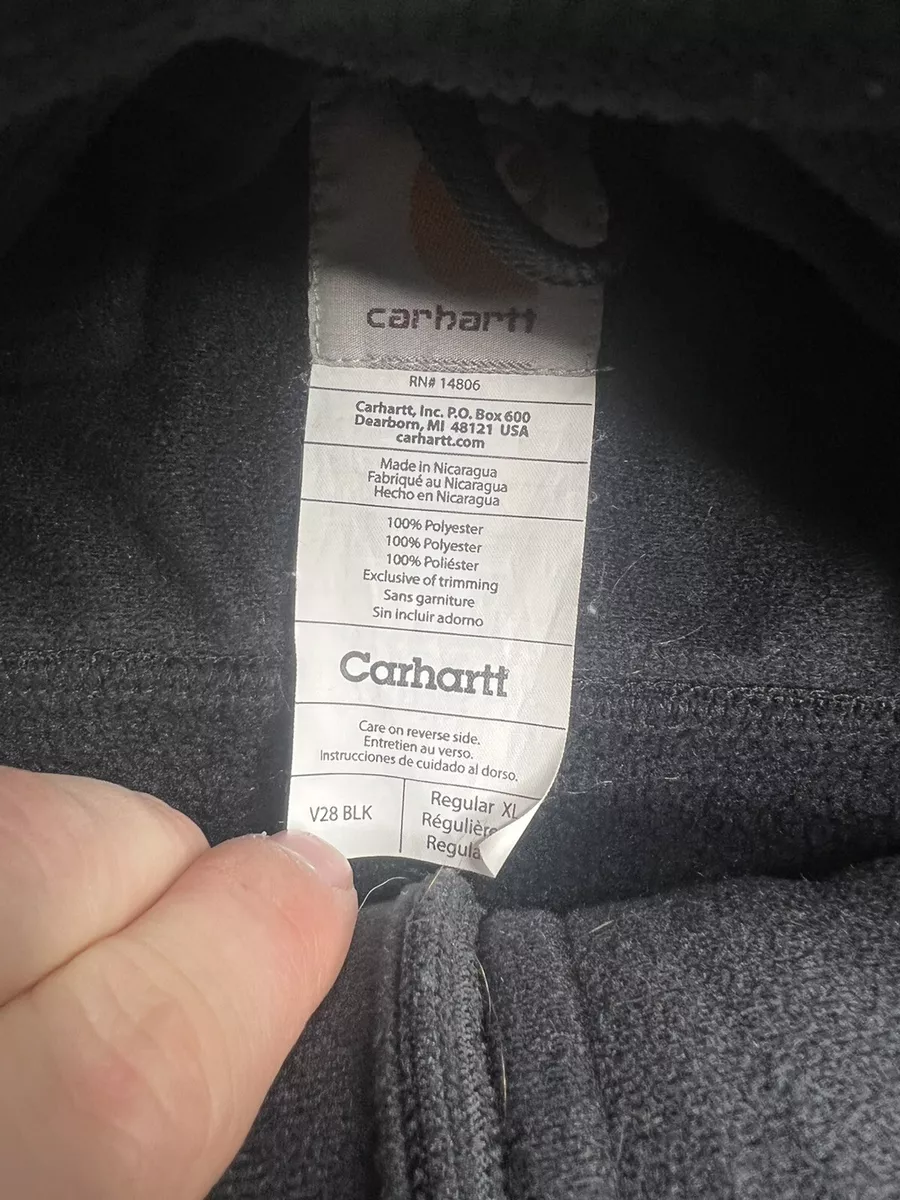 carhartt
RN# 14806
Carhartt, Inc. P.O. Box 600
Dearborn, MI 48121 USA
carhartt.com
Made in Nicaragua
Fabriqué au Nicaragua
Hecho en Nicaragua
100% Polyester
100% Polyester
100% Poliéster
Exclusive of trimming
Sans garniture
Sin incluir adorno
Carhartt
Care on reverse side.
Entretien au verso.
Instrucciones de cuidado al dorso.
V28 BLK
Regular XL
Régulière
Regula